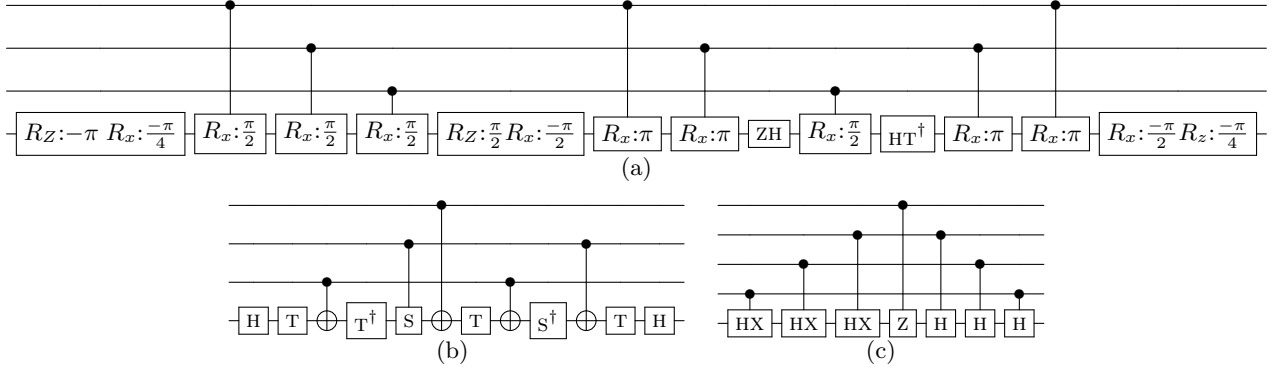 R_Z:−π R_x:−π/4 R_x:π/2 R_x:π/2 R_x:π/2 R_Z:π/2 R_x:−π/2 R_x:π R_x:π ZH R_x:π/2 HT† R_x:π R_x:π R_x:−π/2 R_z:−π/4
(a)
H T T† S T S† T H
(b)
HX HX HX Z H H H
(c)